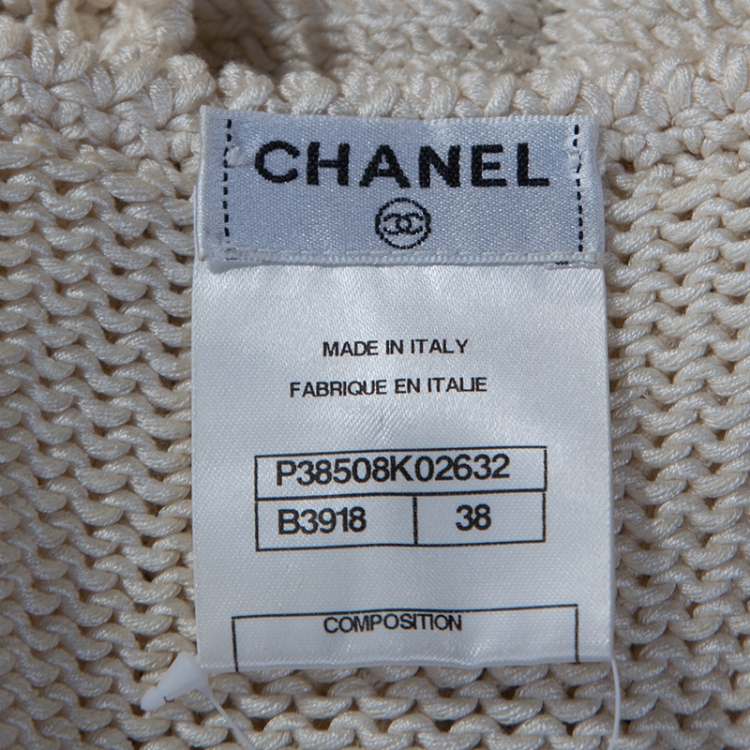 CHANEL
MADE IN ITALY
FABRIQUE EN ITALIE
P38508K02632
B3918 38
COMPOSITION